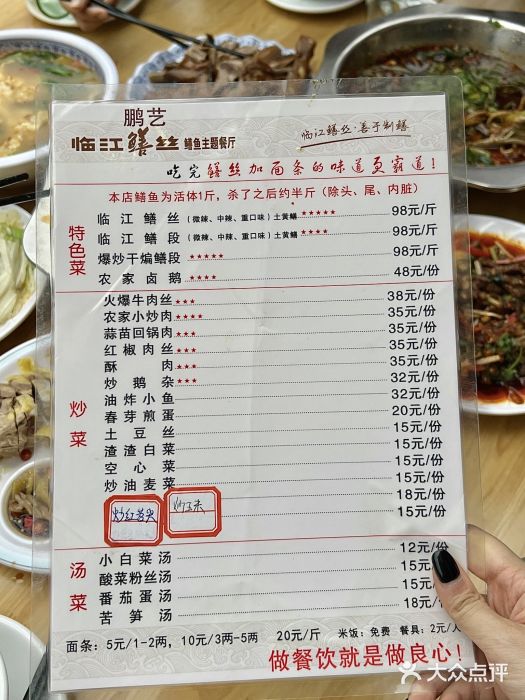 鹏艺
临江鳝丝 鳝鱼主题餐厅
临江鳝丝·善于制鳝
吃完鳝丝加面条的味道更霸道！
本店鳝鱼为活体1斤，杀了之后约半斤（除头、尾、内脏）
特色菜
临江鳝丝（微辣、中辣、重口味）土黄鳝★★★★★ 98元/斤
临江鳝段（微辣、中辣、重口味）土黄鳝★★★★ 98元/斤
爆炒干煸鳝段★★★★★ 98元/斤
农家卤鹅★★★★ 48元/份
炒菜
火爆牛肉丝★★★ 38元/份
农家小炒肉★★★★ 35元/份
蒜苗回锅肉★★★ 35元/份
红椒肉丝★★★ 35元/份
酥肉★★★ 35元/份
炒鹅杂★★★ 32元/份
油炸小鱼 32元/份
春芽煎蛋 20元/份
土豆丝 15元/份
渣渣白菜 15元/份
空心菜 15元/份
炒油麦菜 15元/份
炒红苕尖 18元/份
15元/份
汤菜
小白菜汤 12元/份
酸菜粉丝汤 15元/
番茄蛋汤 15元/
苦笋汤 18元/
面条：5元/1-2两，10元/3两-5两 20元/斤 米饭：免费 餐具：2元/人
做餐饮就是做良心！
大众点评